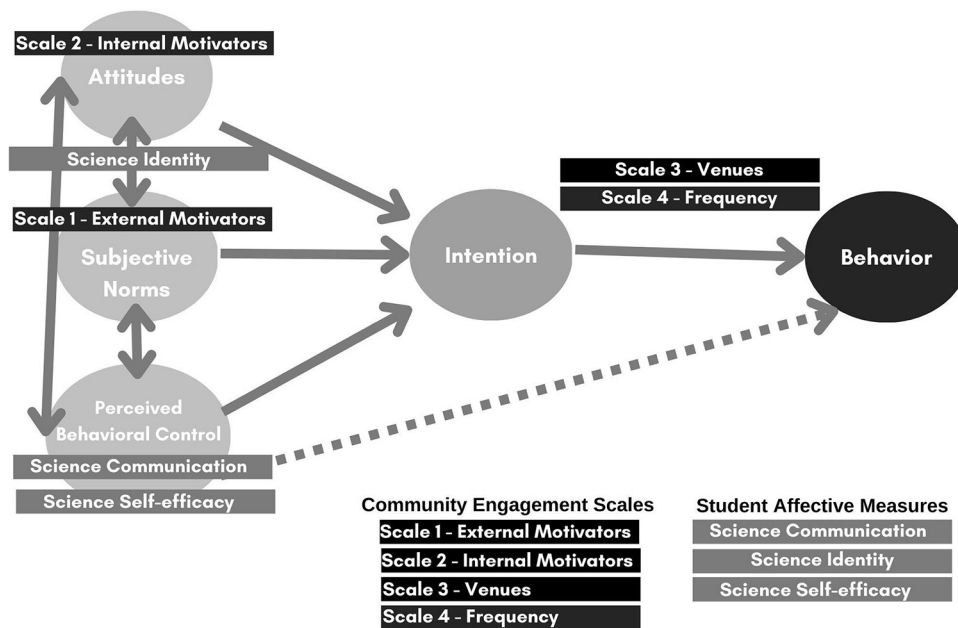 Scale 2 - Internal Motivators
Attitudes
Science Identity
Scale 1 - External Motivators
Subjective
Norms
Perceived
Behavioral Control
Science Communication
Science Self-efficacy
Intention
Scale 3 - Venues
Scale 4 - Frequency
Behavior
Community Engagement Scales
Scale 1 - External Motivators
Scale 2 - Internal Motivators
Scale 3 - Venues
Scale 4 - Frequency
Student Affective Measures
Science Communication
Science Identity
Science Self-efficacy